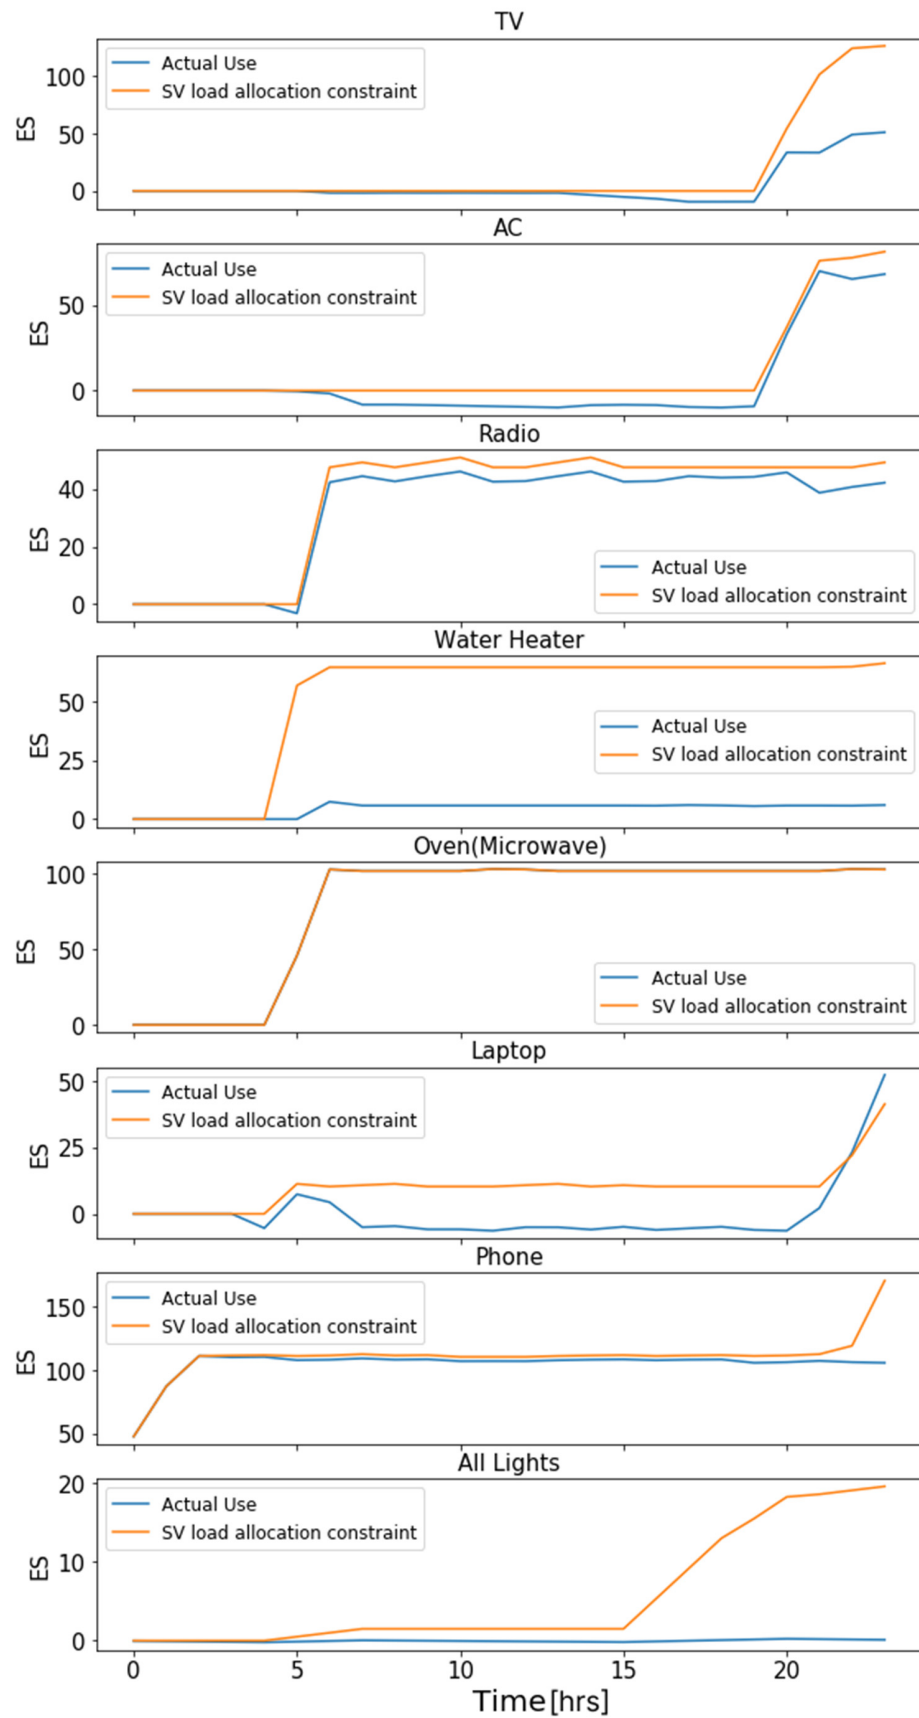 TV
Actual Use
SV load allocation constraint
100
50
0
ES
AC
Actual Use
SV load allocation constraint
50
0
ES
Radio
40
20
0
ES
Actual Use
SV load allocation constraint
Water Heater
50
25
0
ES
Actual Use
SV load allocation constraint
Oven(Microwave)
100
50
0
ES
Actual Use
SV load allocation constraint
Laptop
Actual Use
SV load allocation constraint
50
25
0
ES
Phone
Actual Use
SV load allocation constraint
150
100
50
ES
All Lights
Actual Use
SV load allocation constraint
20
10
0
ES
0 5 10 15 20
Time[hrs]